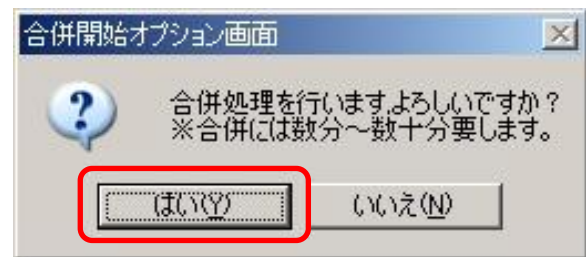 合併開始オプション画面
合併処理を行います｡よろしいですか？
※合併には数分～数十分要します。
はい(Y)
いいえ(N)